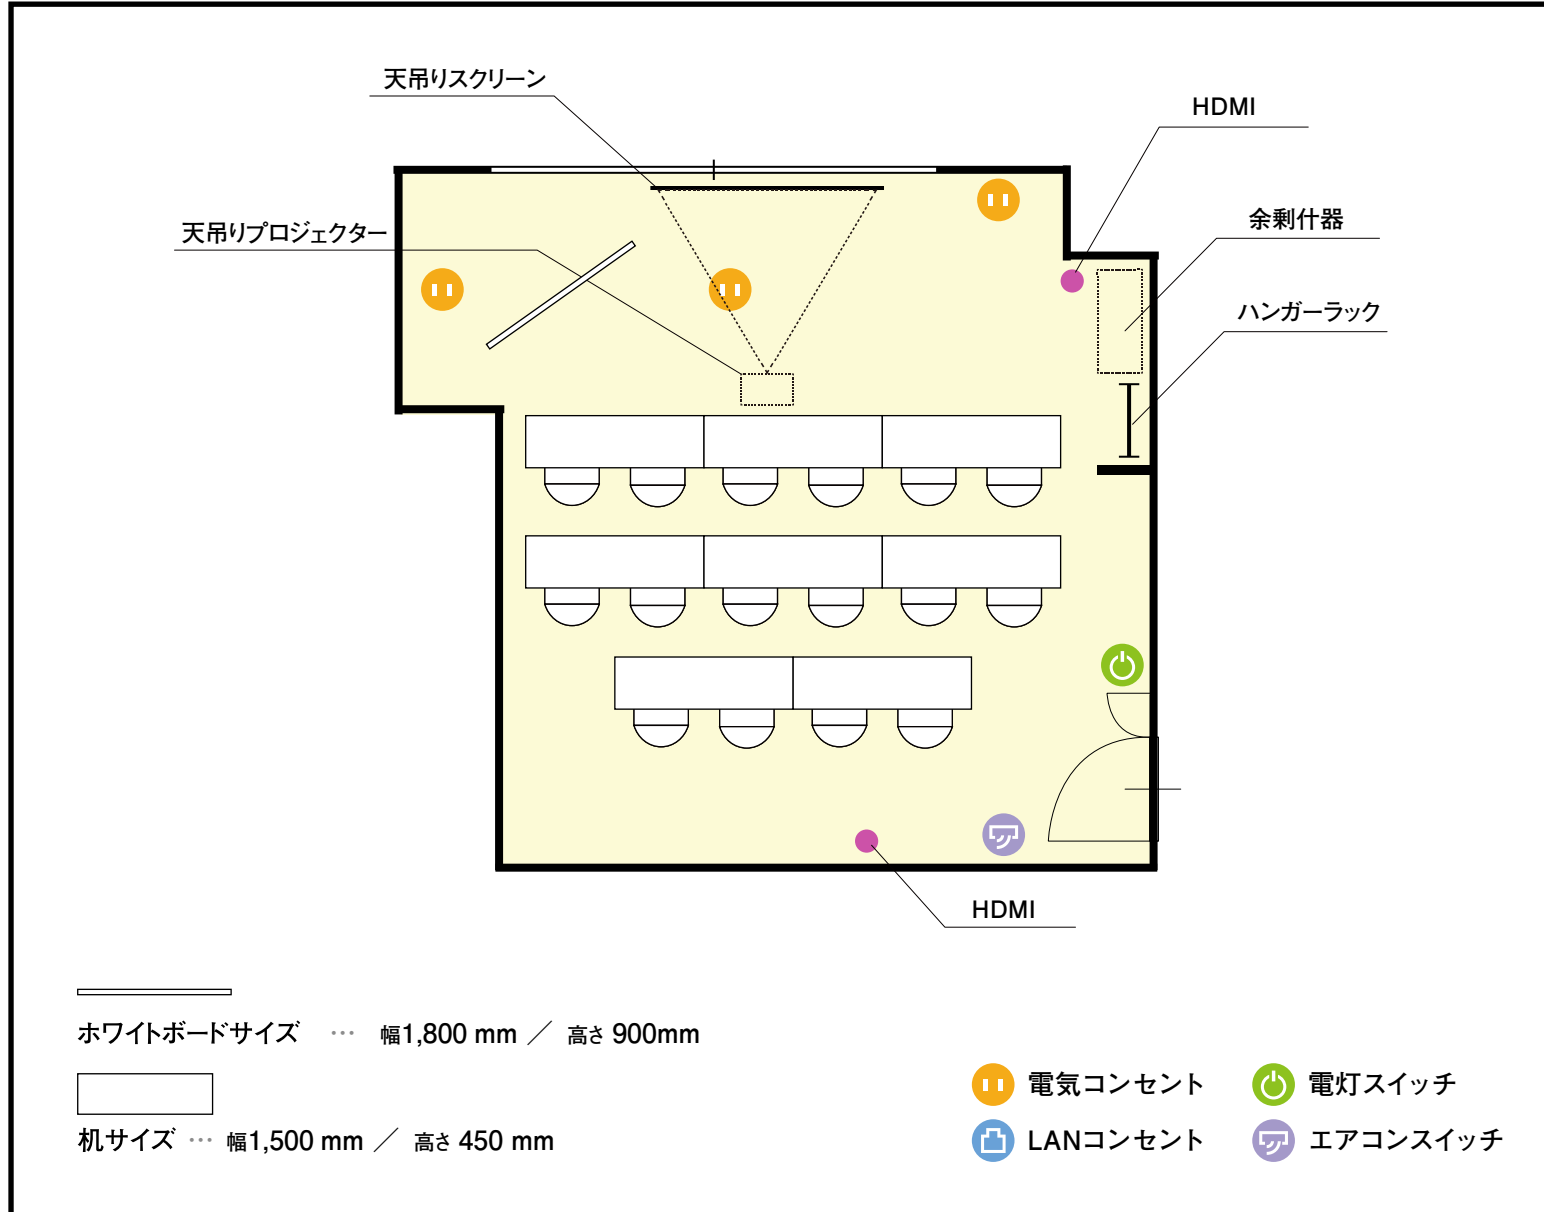 天吊りスクリーン
HDMI
余剰什器
天吊りプロジェクター
ハンガーラック
HDMI
ホワイトボードサイズ … 幅1,800 mm ／ 高さ 900mm
机サイズ … 幅1,500 mm ／ 高さ 450 mm
電気コンセント
電灯スイッチ
LANコンセント
エアコンスイッチ